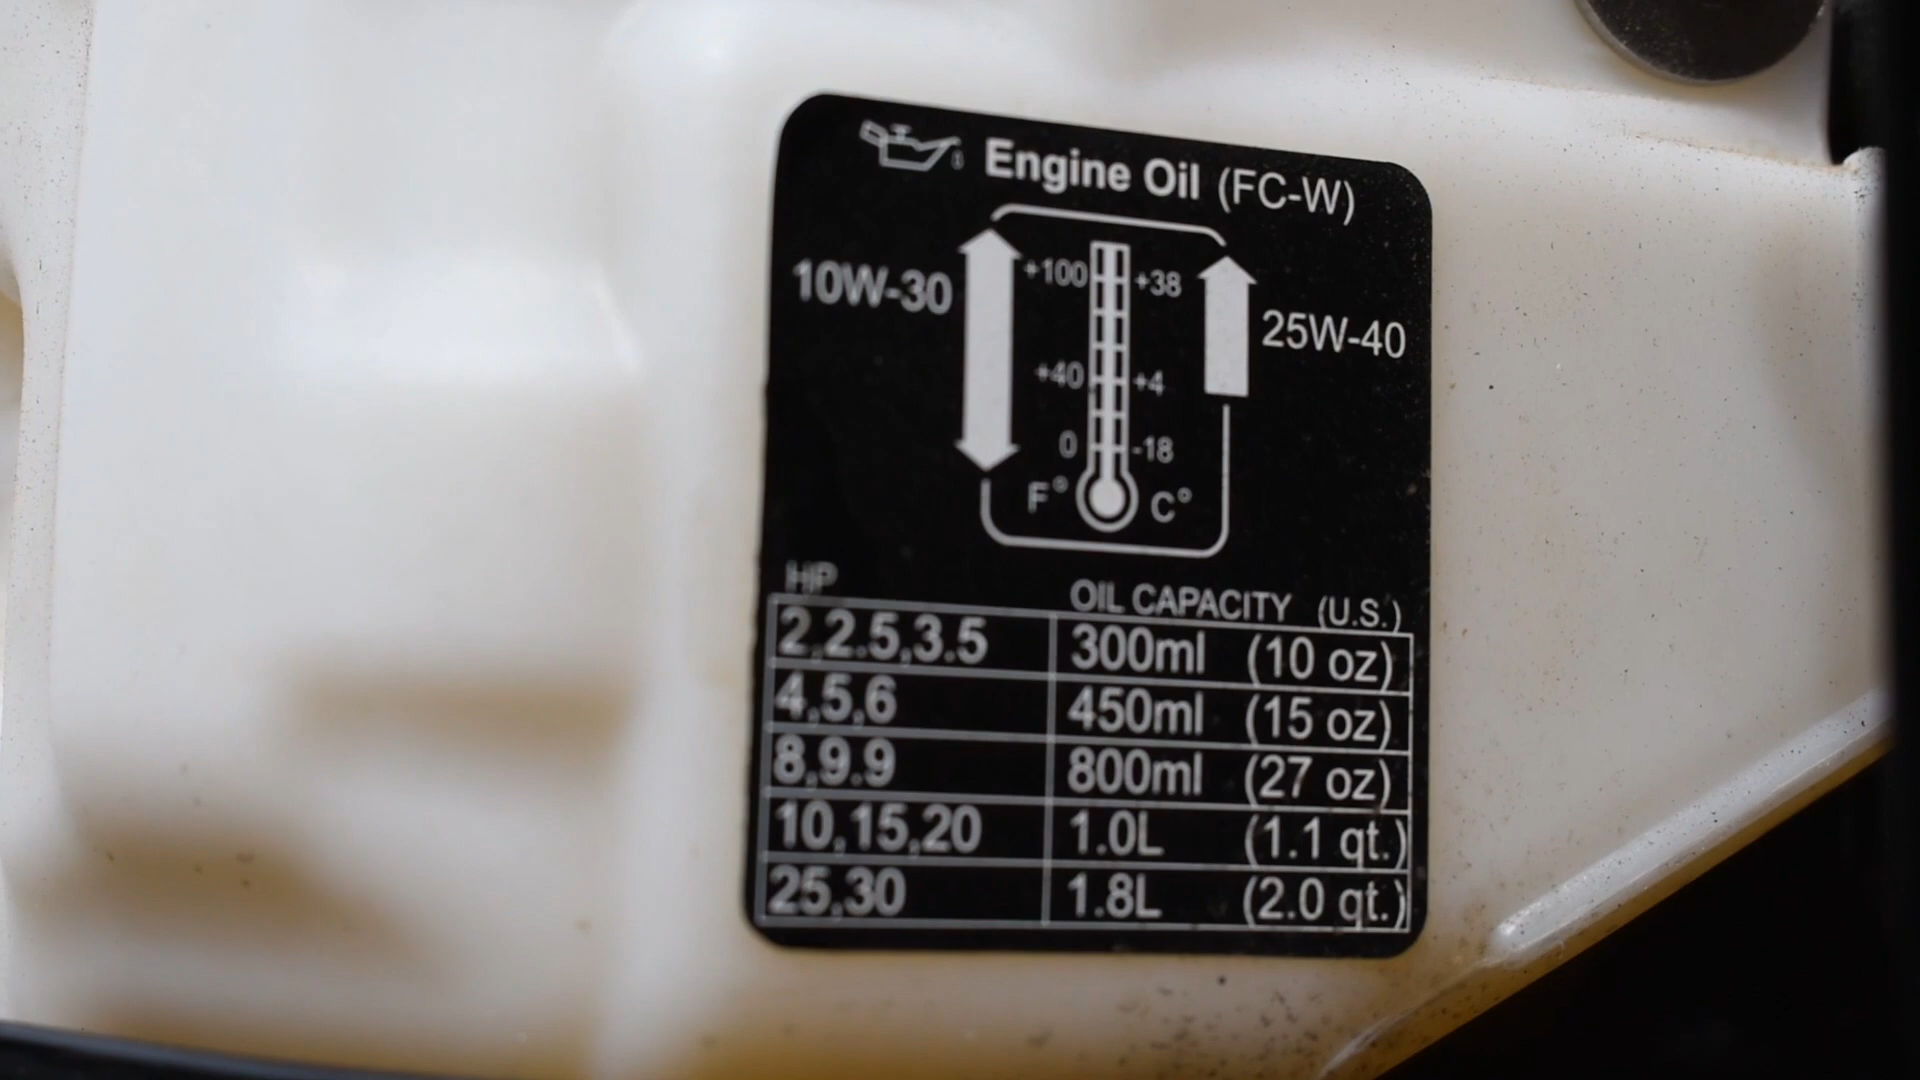 Engine Oil (FC-W)
10W-30
+100 +38
25W-40
+40 +4
0 -18
F° C°
HP OIL CAPACITY (U.S.)
2,2.5,3.5 300ml (10 oz)
4,5,6 450ml (15 oz)
8,9.9 800ml (27 oz)
10,15,20 1.0L (1.1 qt.)
25,30 1.8L (2.0 qt.)